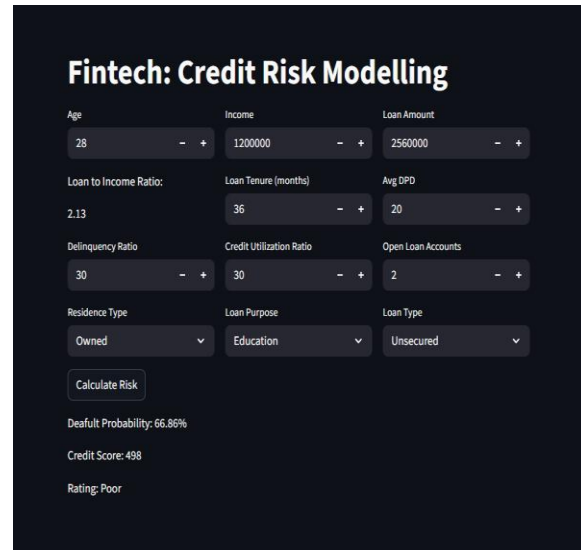 Fintech: Credit Risk Modelling
Age Income Loan Amount
28 - + 1200000 - + 2560000 - +
Loan to Income Ratio: Loan Tenure (months) Avg DPD
2.13 36 - + 20 - +
Delinquency Ratio Credit Utilization Ratio Open Loan Accounts
30 - + 30 - + 2 - +
Residence Type Loan Purpose Loan Type
Owned Education Unsecured
Calculate Risk
Deafult Probability: 66.86%
Credit Score: 498
Rating: Poor